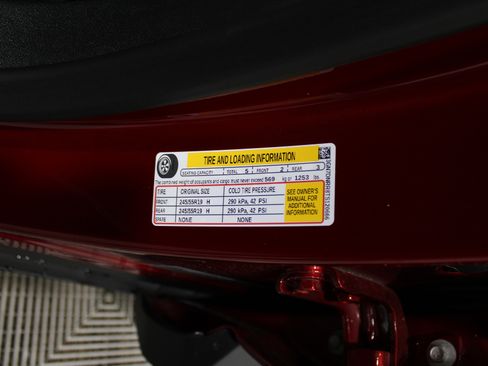 TIRE AND LOADING INFORMATION
SEATING CAPACITY TOTAL 5 FRONT 2 REAR 3
The combined weight of occupants and cargo must never exceed 569 kg or 1253 lbs.
TIRE ORIGINAL SIZE COLD TIRE PRESSURE
FRONT 245/55R19 H 290 kPa, 42 PSI
REAR 245/55R19 H 290 kPa, 42 PSI
SPARE NONE NONE
SEE OWNER'S
MANUAL FOR
ADDITIONAL
INFORMATION